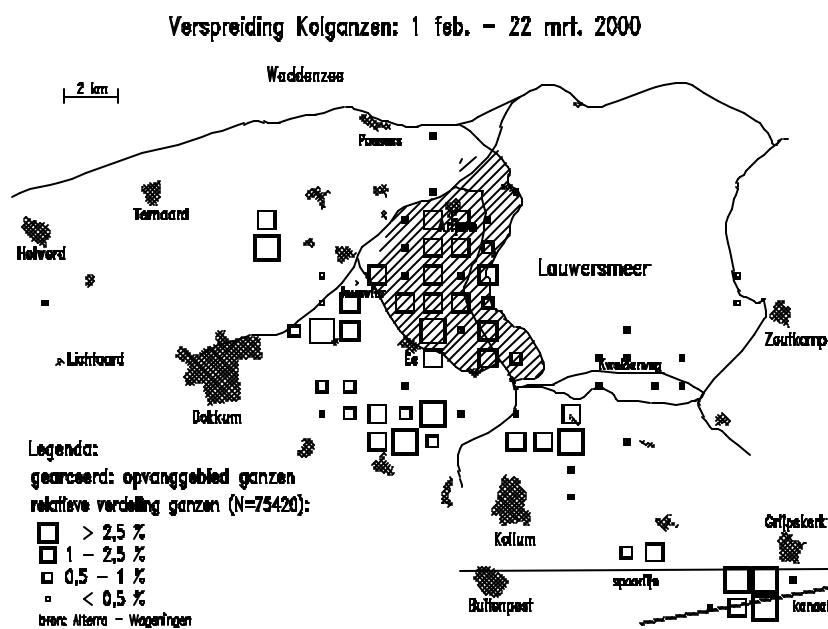 Verspreiding Kolganzen: 1 feb. - 22 mrt. 2000
Waddenzee
2 km
Paesens
Ternaard
Holwerd
Anjum
Lauwersmeer
Zoutkamp
Ee
Kwelderweg
Lichtaard
Dokkum
Legenda:
gearceerd: opvanggebied ganzen
relatieve verdeling ganzen (N=75420):
> 2,5 %
1 - 2,5 %
0,5 - 1 %
< 0,5 %
bron: Alterra - Wageningen
Kollum
Grijpskerk
Buitenpost
spoorlijn
kanaal